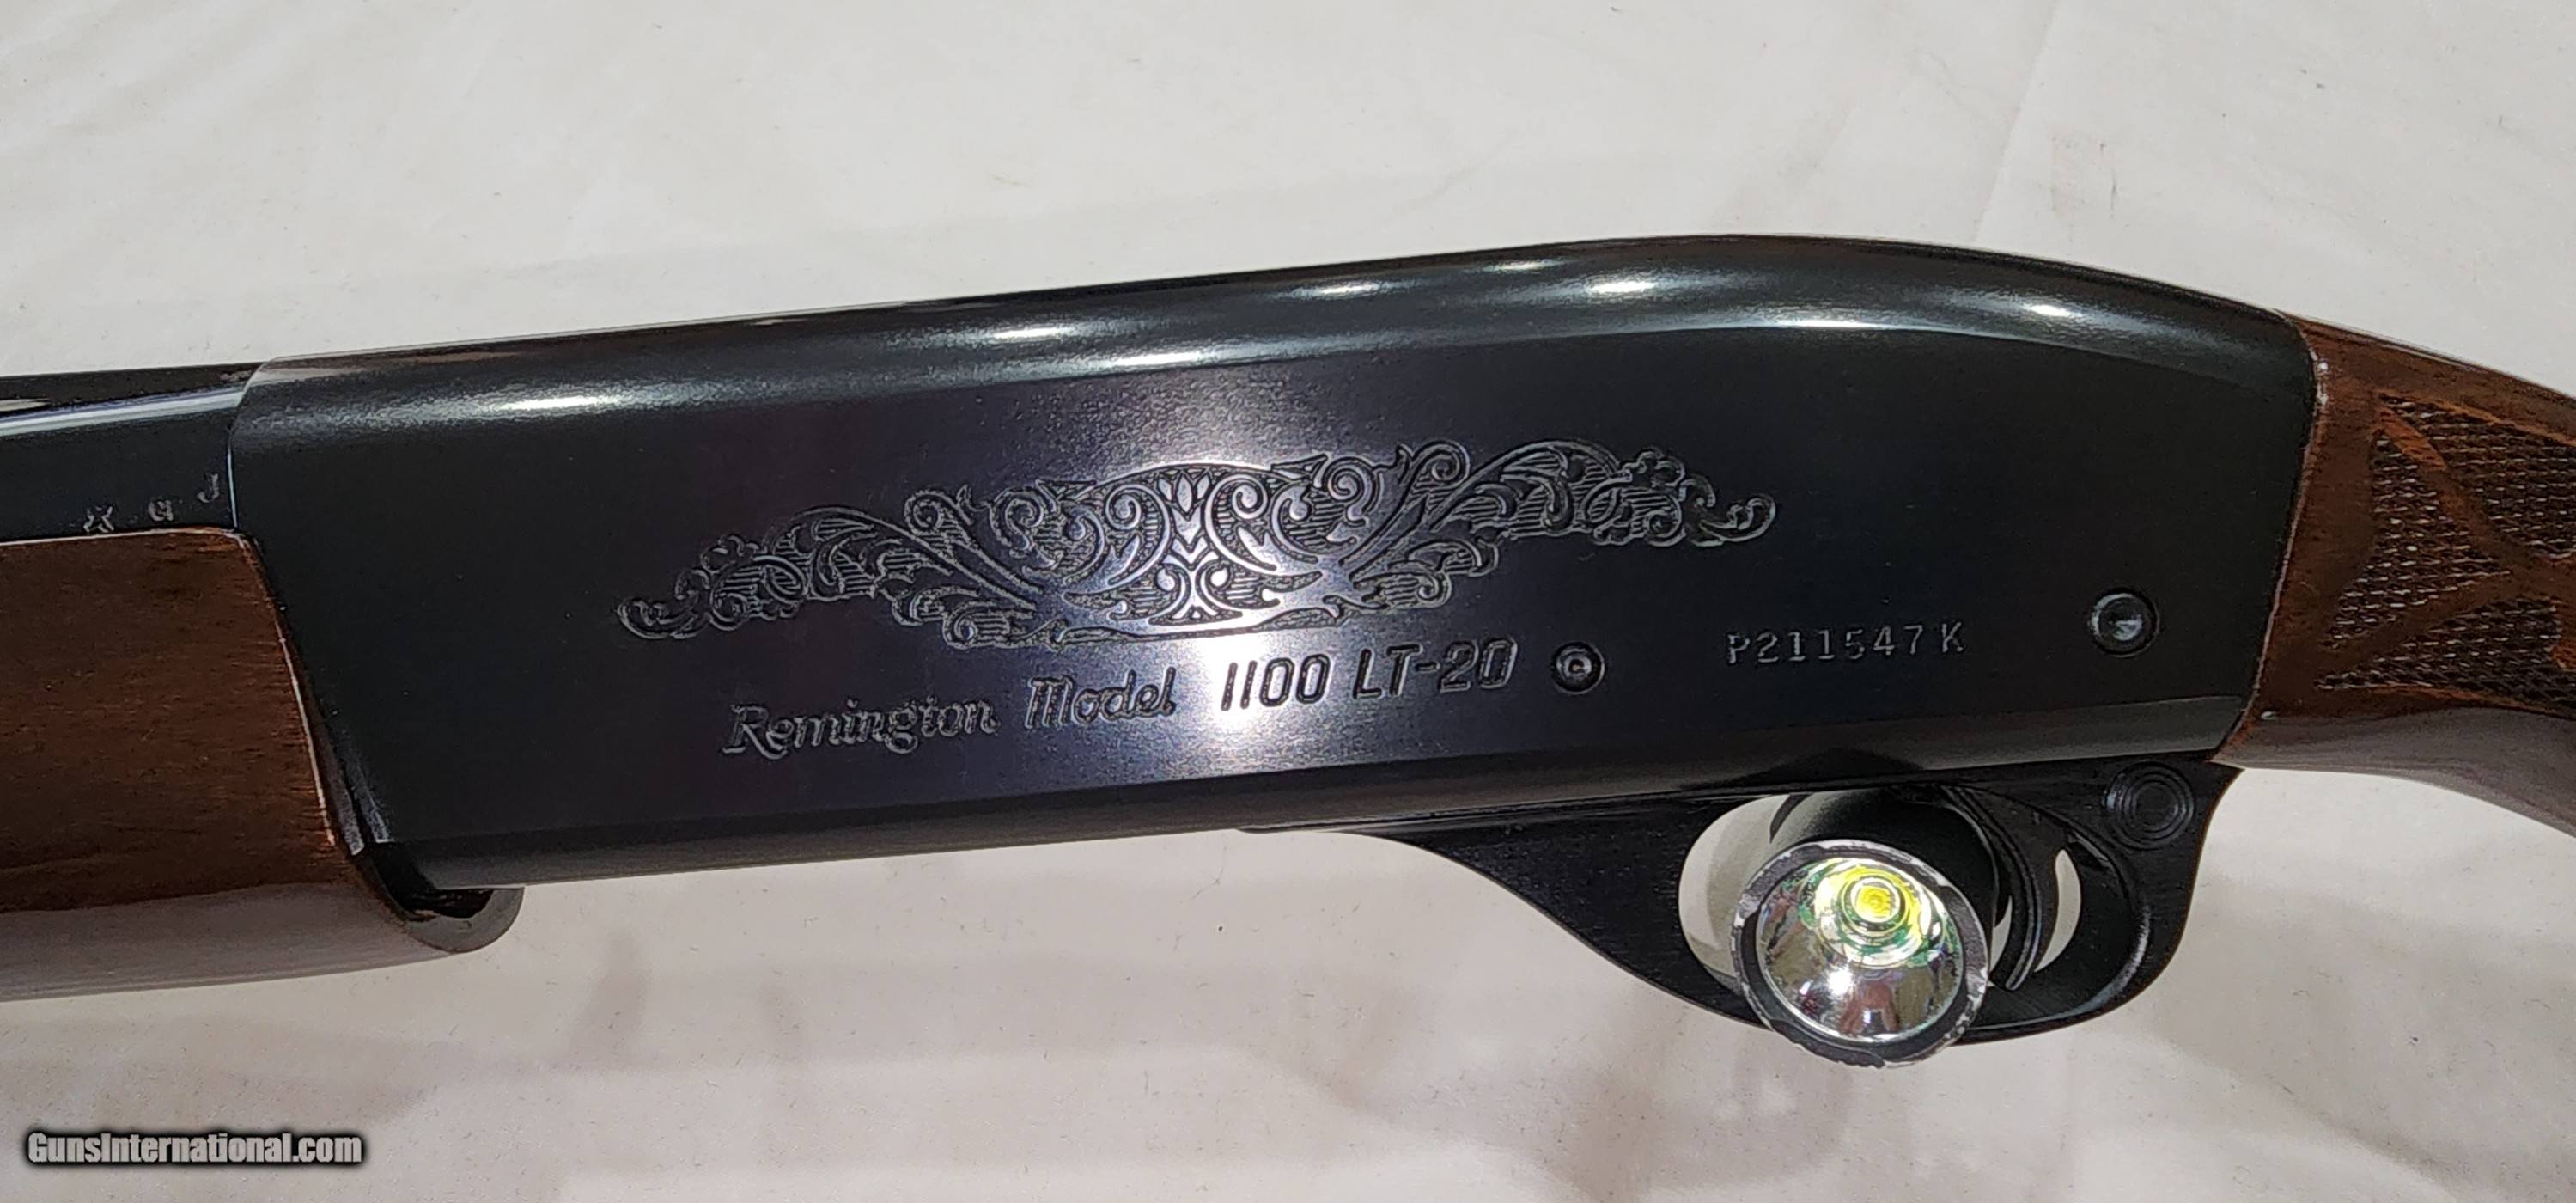 J
Remington Model 1100 LT-20
P211547K
GunsInternational.com